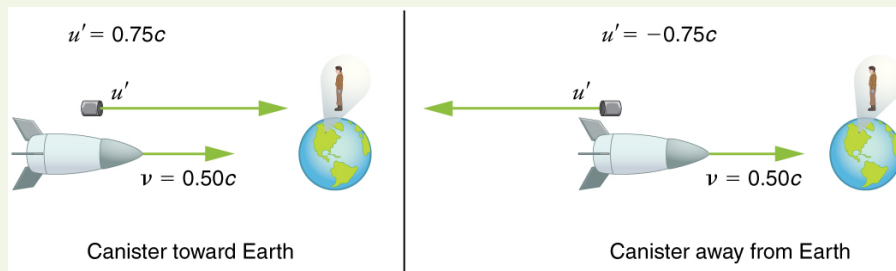 u′ = 0.75c
u′
ν = 0.50c
Canister toward Earth
u′ = −0.75c
u′
ν = 0.50c
Canister away from Earth